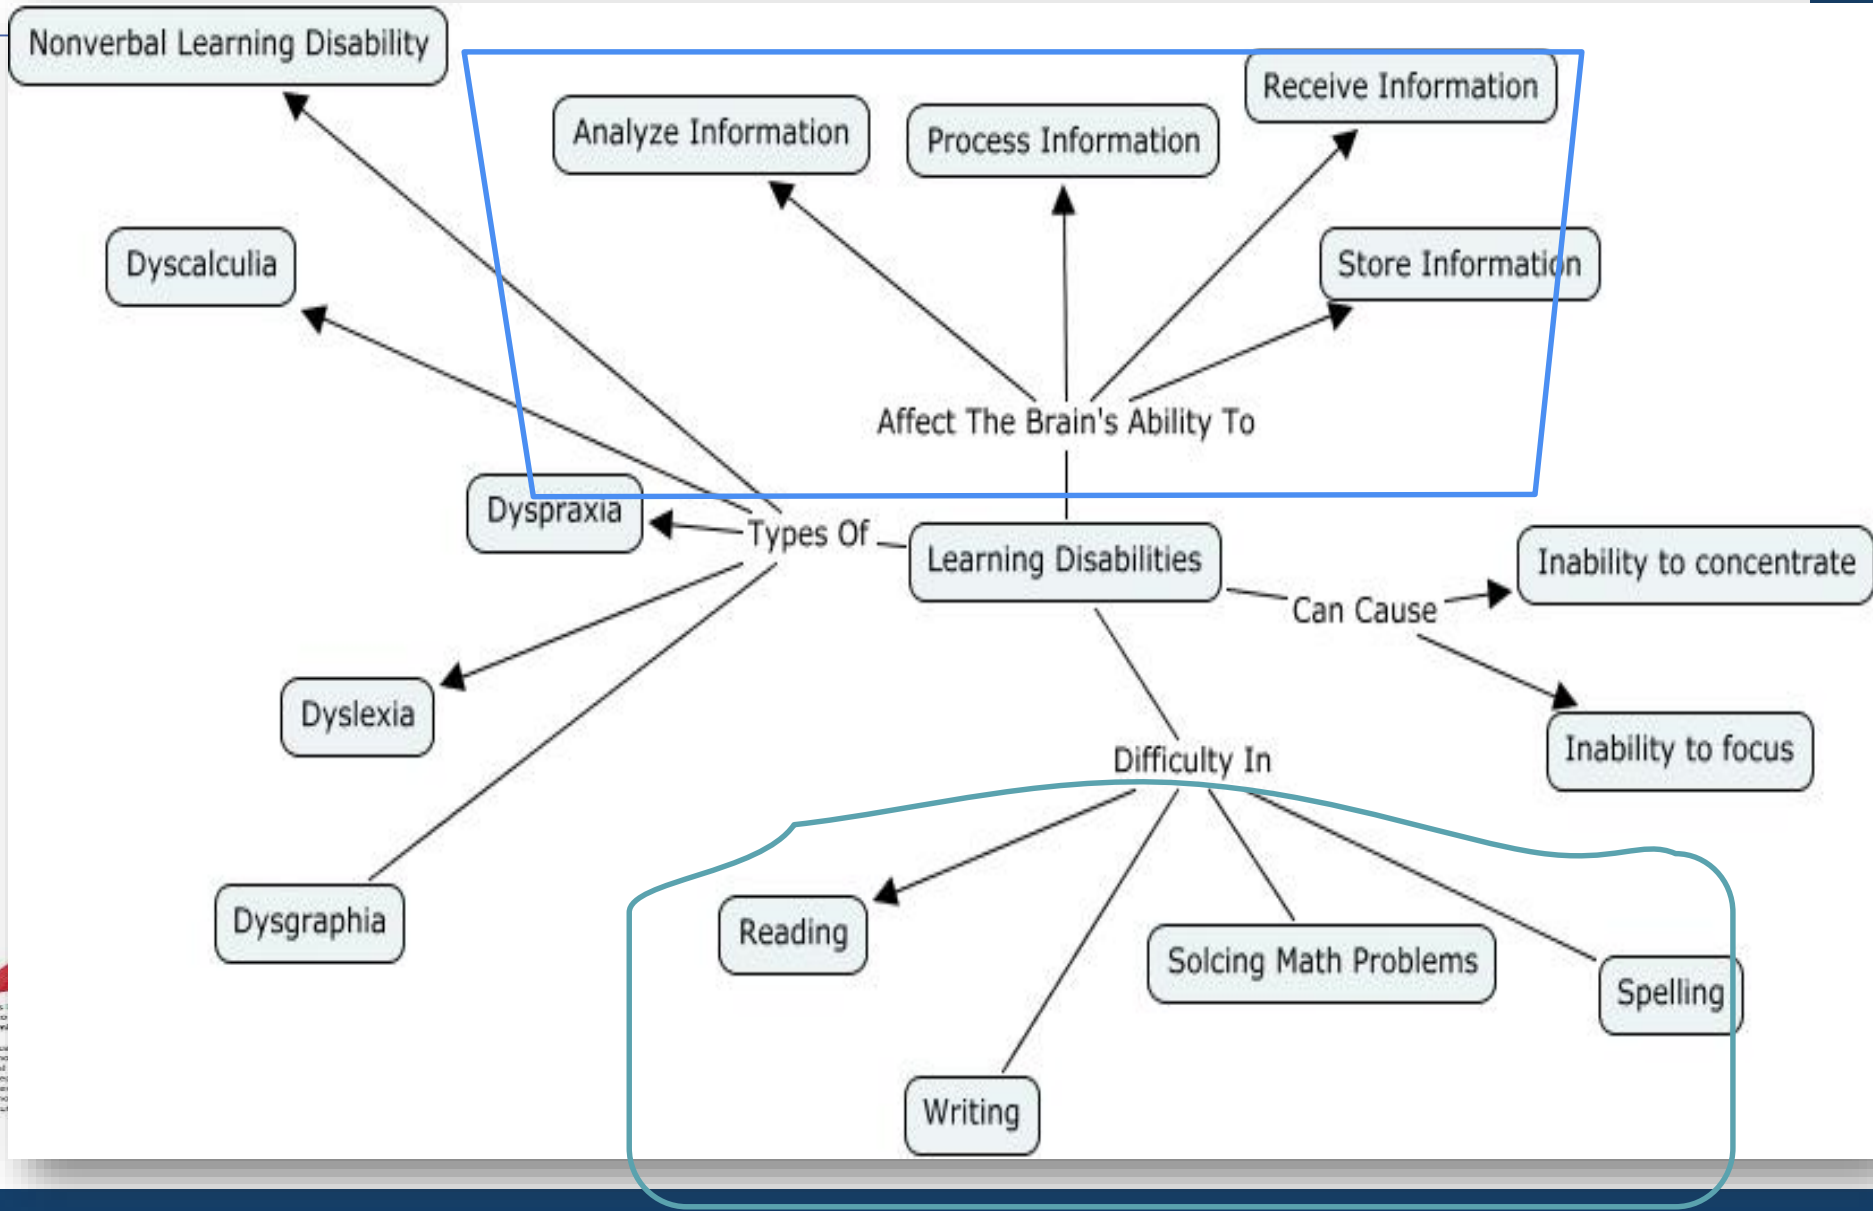 Nonverbal Learning Disability
Receive Information
Analyze Information
Process Information
Dyscalculia
Store Information
Affect The Brain's Ability To
Dyspraxia
Types Of
Learning Disabilities
Inability to concentrate
Can Cause
Dyslexia
Inability to focus
Difficulty In
Dysgraphia
Reading
Solcing Math Problems
Spelling
Writing